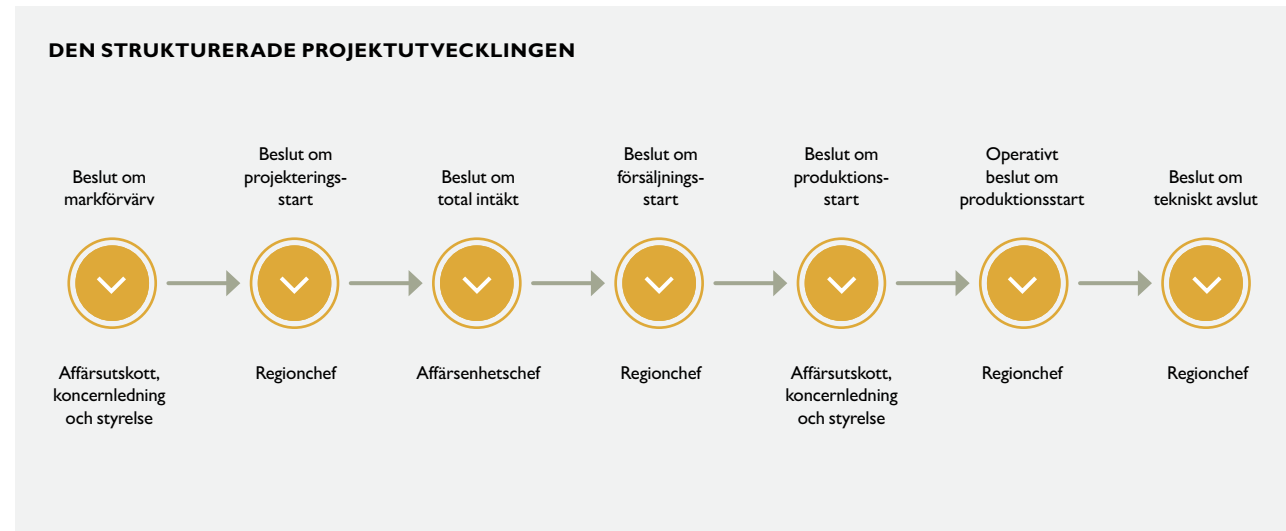 DEN STRUKTURERADE PROJEKTUTVECKLINGEN
Beslut om
markförvärv
Beslut om
projekterings-
start
Beslut om
total intäkt
Beslut om
försäljnings-
start
Beslut om
produktions-
start
Operativt
beslut om
produktionsstart
Beslut om
tekniskt avslut
Affärsutskott,
koncernledning
och styrelse
Regionchef
Affärsenhetschef
Regionchef
Affärsutskott,
koncernledning
och styrelse
Regionchef
Regionchef